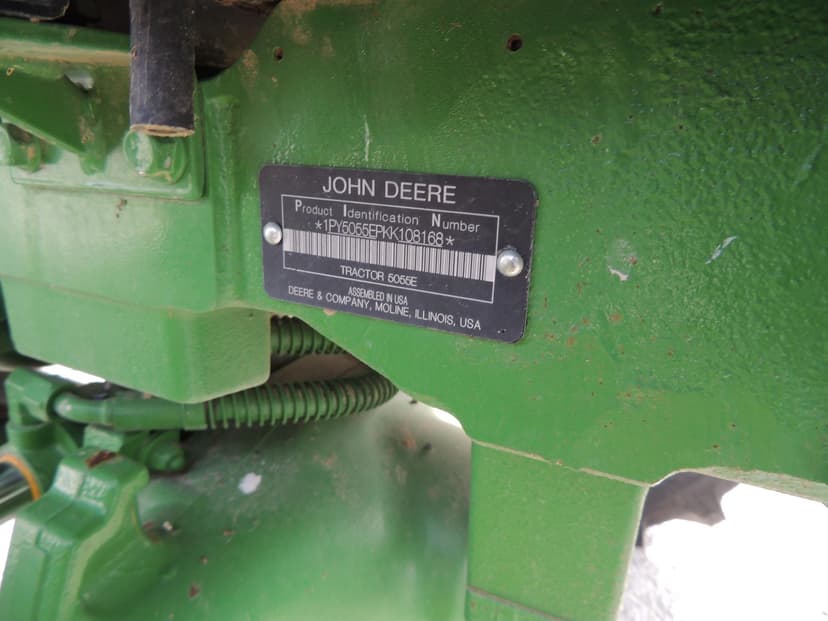 JOHN DEERE
Product Identification Number
*1PY5055EPKK108168*
TRACTOR 5055E
ASSEMBLED IN USA
DEERE & COMPANY, MOLINE, ILLINOIS, USA